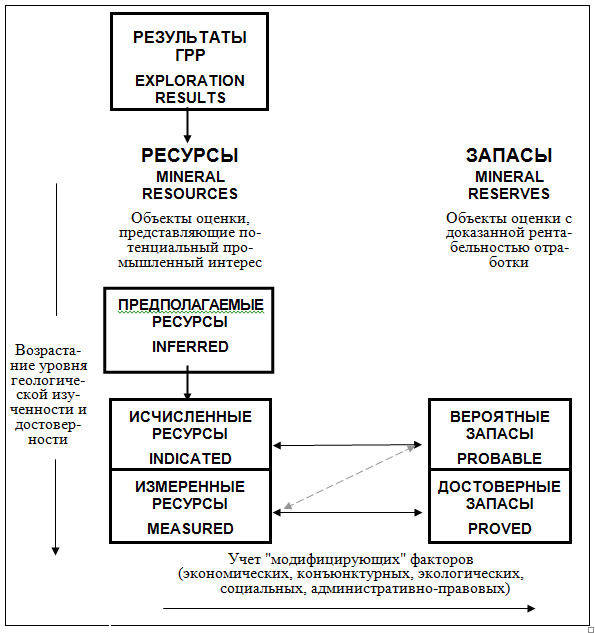 РЕЗУЛЬТАТЫ
ГРР
EXPLORATION
RESULTS
РЕСУРСЫ
MINERAL
RESOURCES
Объекты оценки,
представляющие по-
тенциальный про-
мышленный интерес
ЗАПАСЫ
MINERAL
RESERVES
Объекты оценки с
доказанной рента-
бельностью отра-
ботки
Возраста-
ние уровня
геологиче-
ской изу-
ченности и
достовер-
ности
ПРЕДПОЛАГАЕМЫЕ
РЕСУРСЫ
INFERRED
ИСЧИСЛЕННЫЕ
РЕСУРСЫ
INDICATED
ВЕРОЯТНЫЕ
ЗАПАСЫ
PROBABLE
ИЗМЕРЕННЫЕ
РЕСУРСЫ
MEASURED
ДОСТОВЕРНЫЕ
ЗАПАСЫ
PROVED
Учет "модифицирующих" факторов
(экономических, конъюнктурных, экологических,
социальных, административно-правовых)